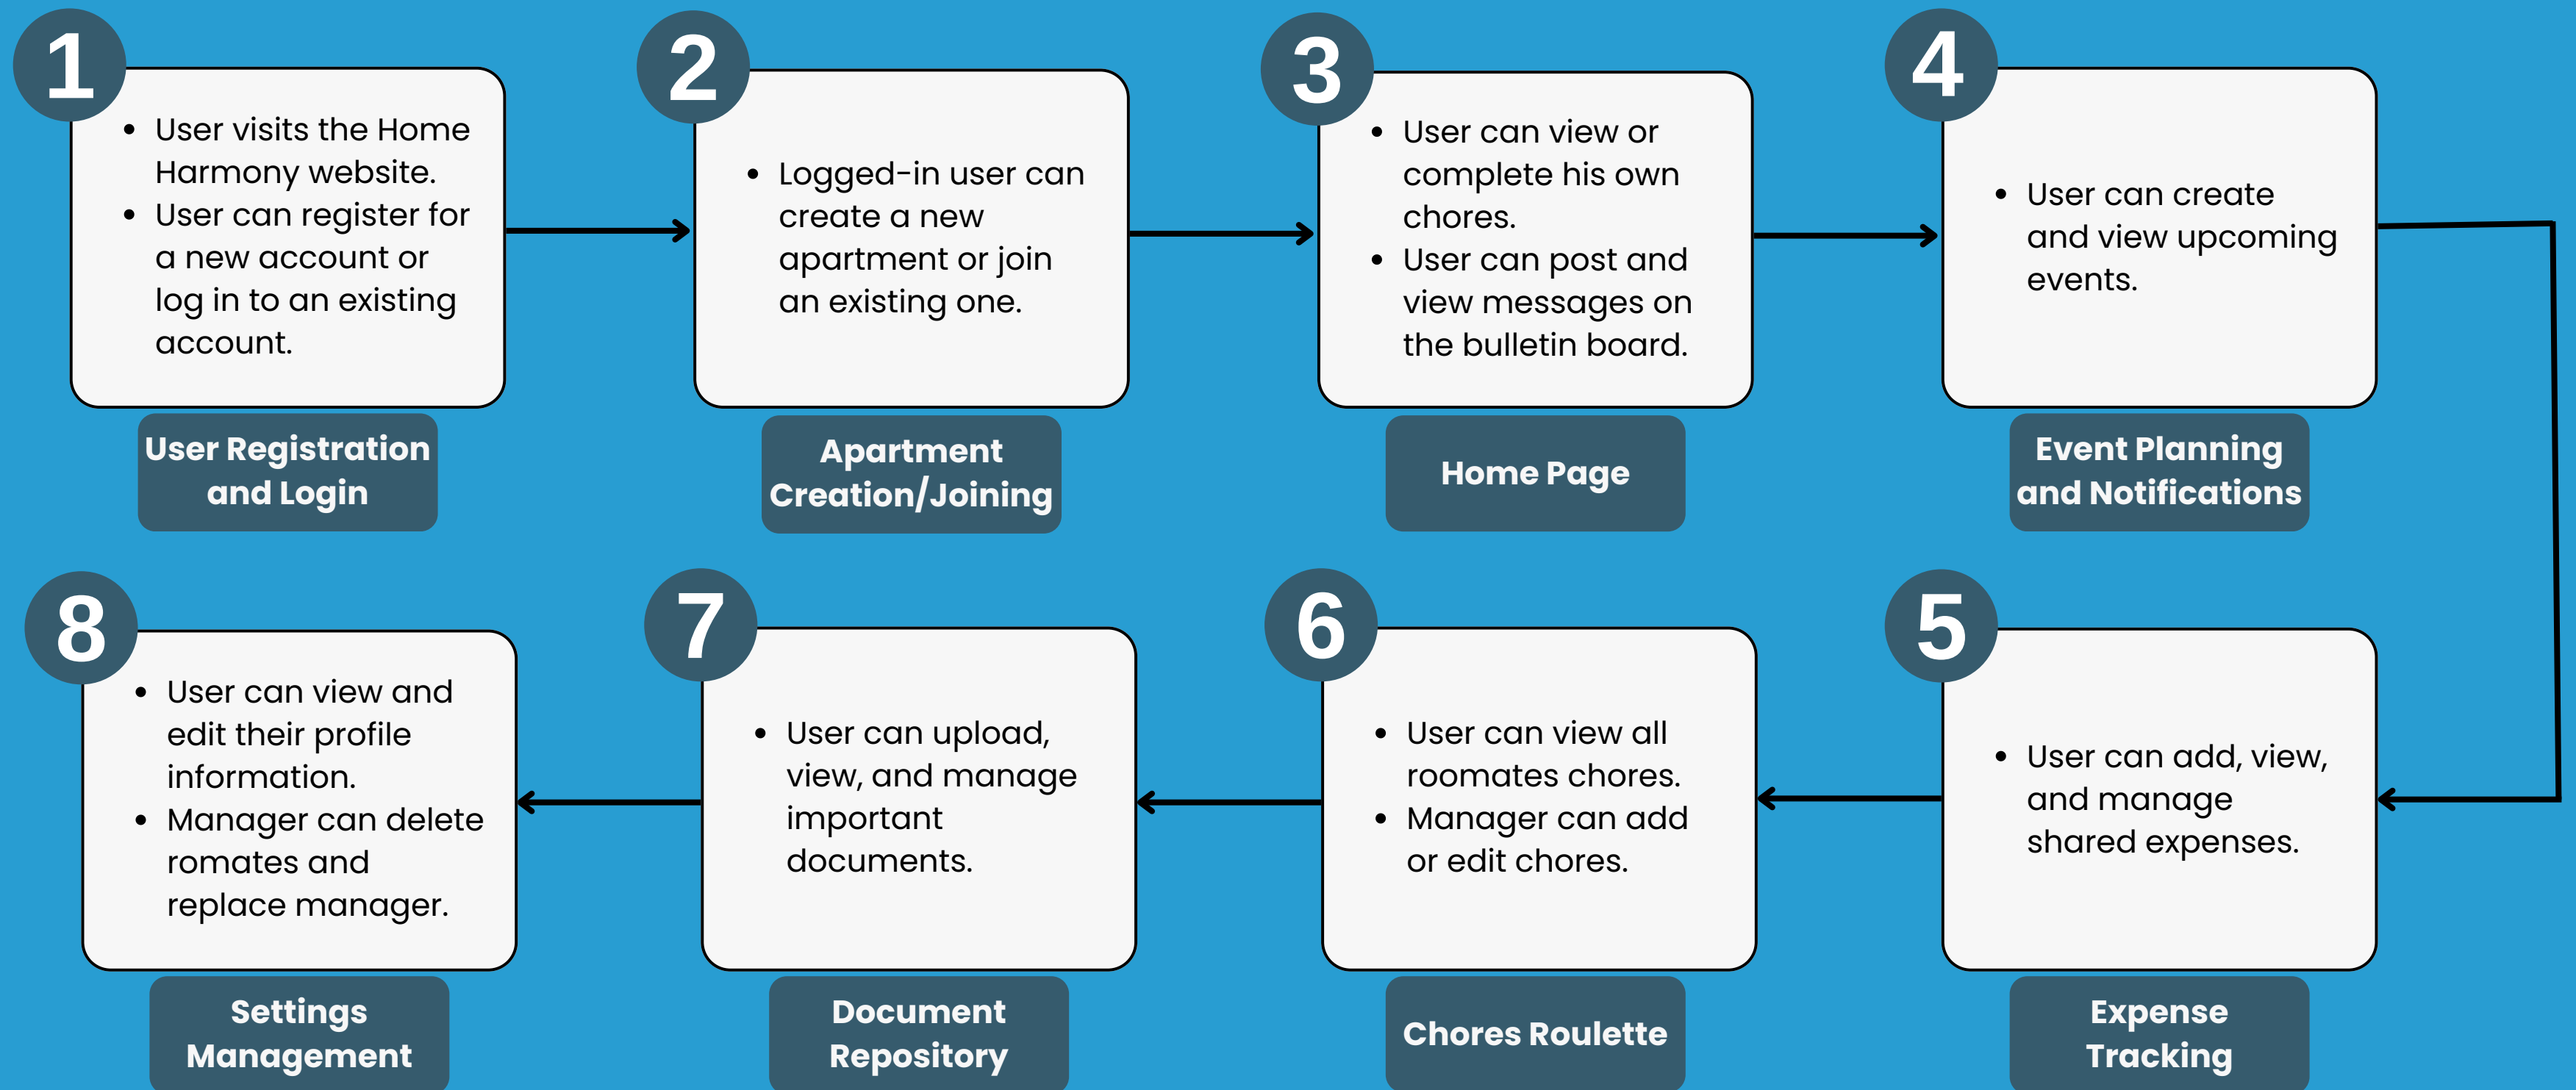 1
• User visits the Home
Harmony website.
• User can register for
a new account or
log in to an existing
account.
User Registration
and Login
2
• Logged-in user can
create a new
apartment or join
an existing one.
Apartment
Creation/Joining
3
• User can view or
complete his own
chores.
• User can post and
view messages on
the bulletin board.
Home Page
4
• User can create
and view upcoming
events.
Event Planning
and Notifications
5
• User can add, view,
and manage
shared expenses.
Expense
Tracking
6
• User can view all
roomates chores.
• Manager can add
or edit chores.
Chores Roulette
7
• User can upload,
view, and manage
important
documents.
Document
Repository
8
• User can view and
edit their profile
information.
• Manager can delete
romates and
replace manager.
Settings
Management